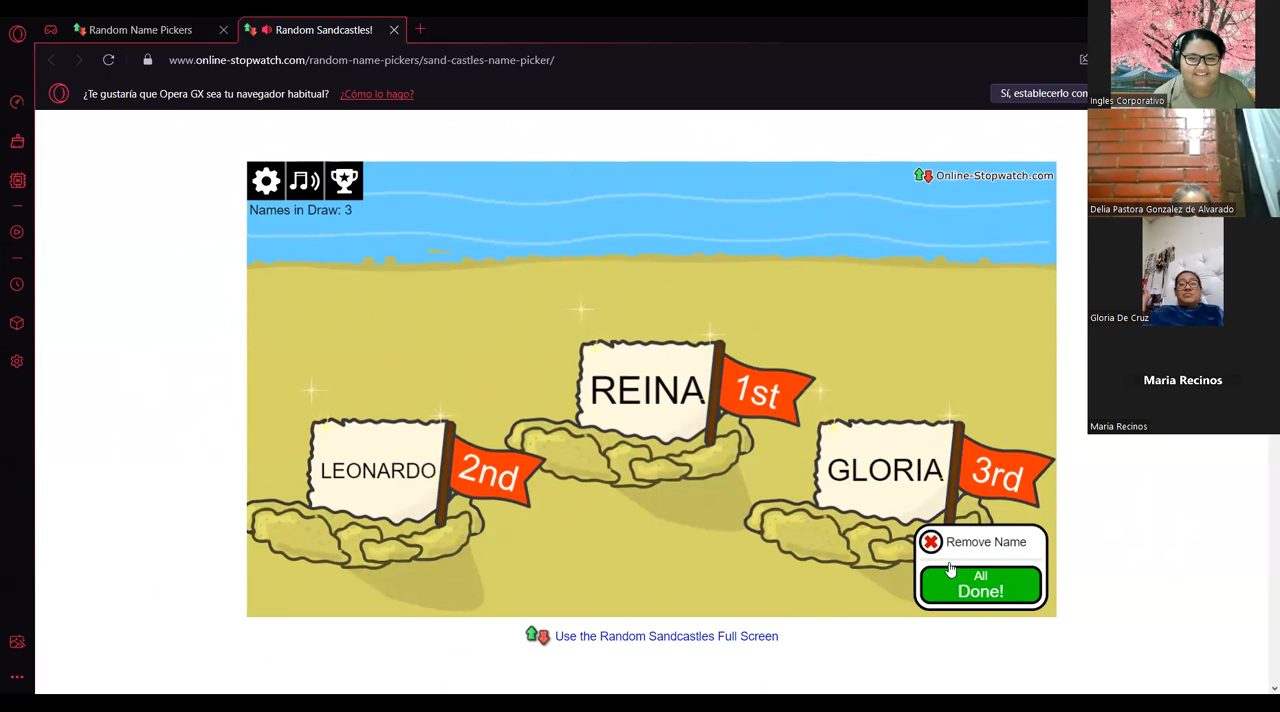 Random Name Pickers
Random Sandcastles!
www.online-stopwatch.com/random-name-pickers/sand-castles-name-picker/
¿Te gustaría que Opera GX sea tu navegador habitual? ¿Cómo lo hago?
Sí, establecerlo con
Online-Stopwatch.com
Names in Draw: 3
REINA
1st
LEONARDO
2nd
GLORIA
3rd
Remove Name
All
Done!
Use the Random Sandcastles Full Screen
Ingles Corporativo
Delia Pastora Gonzalez de Alvarado
Gloria De Cruz
Maria Recinos
Maria Recinos